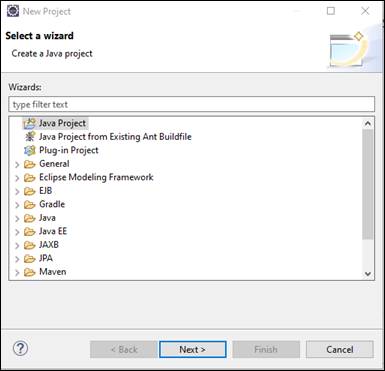 New Project
Select a wizard
Create a Java project
Wizards:
type filter text
Java Project
Java Project from Existing Ant Buildfile
Plug-in Project
General
Eclipse Modeling Framework
EJB
Gradle
Java
Java EE
JAXB
JPA
Maven
? < Back Next > Finish Cancel